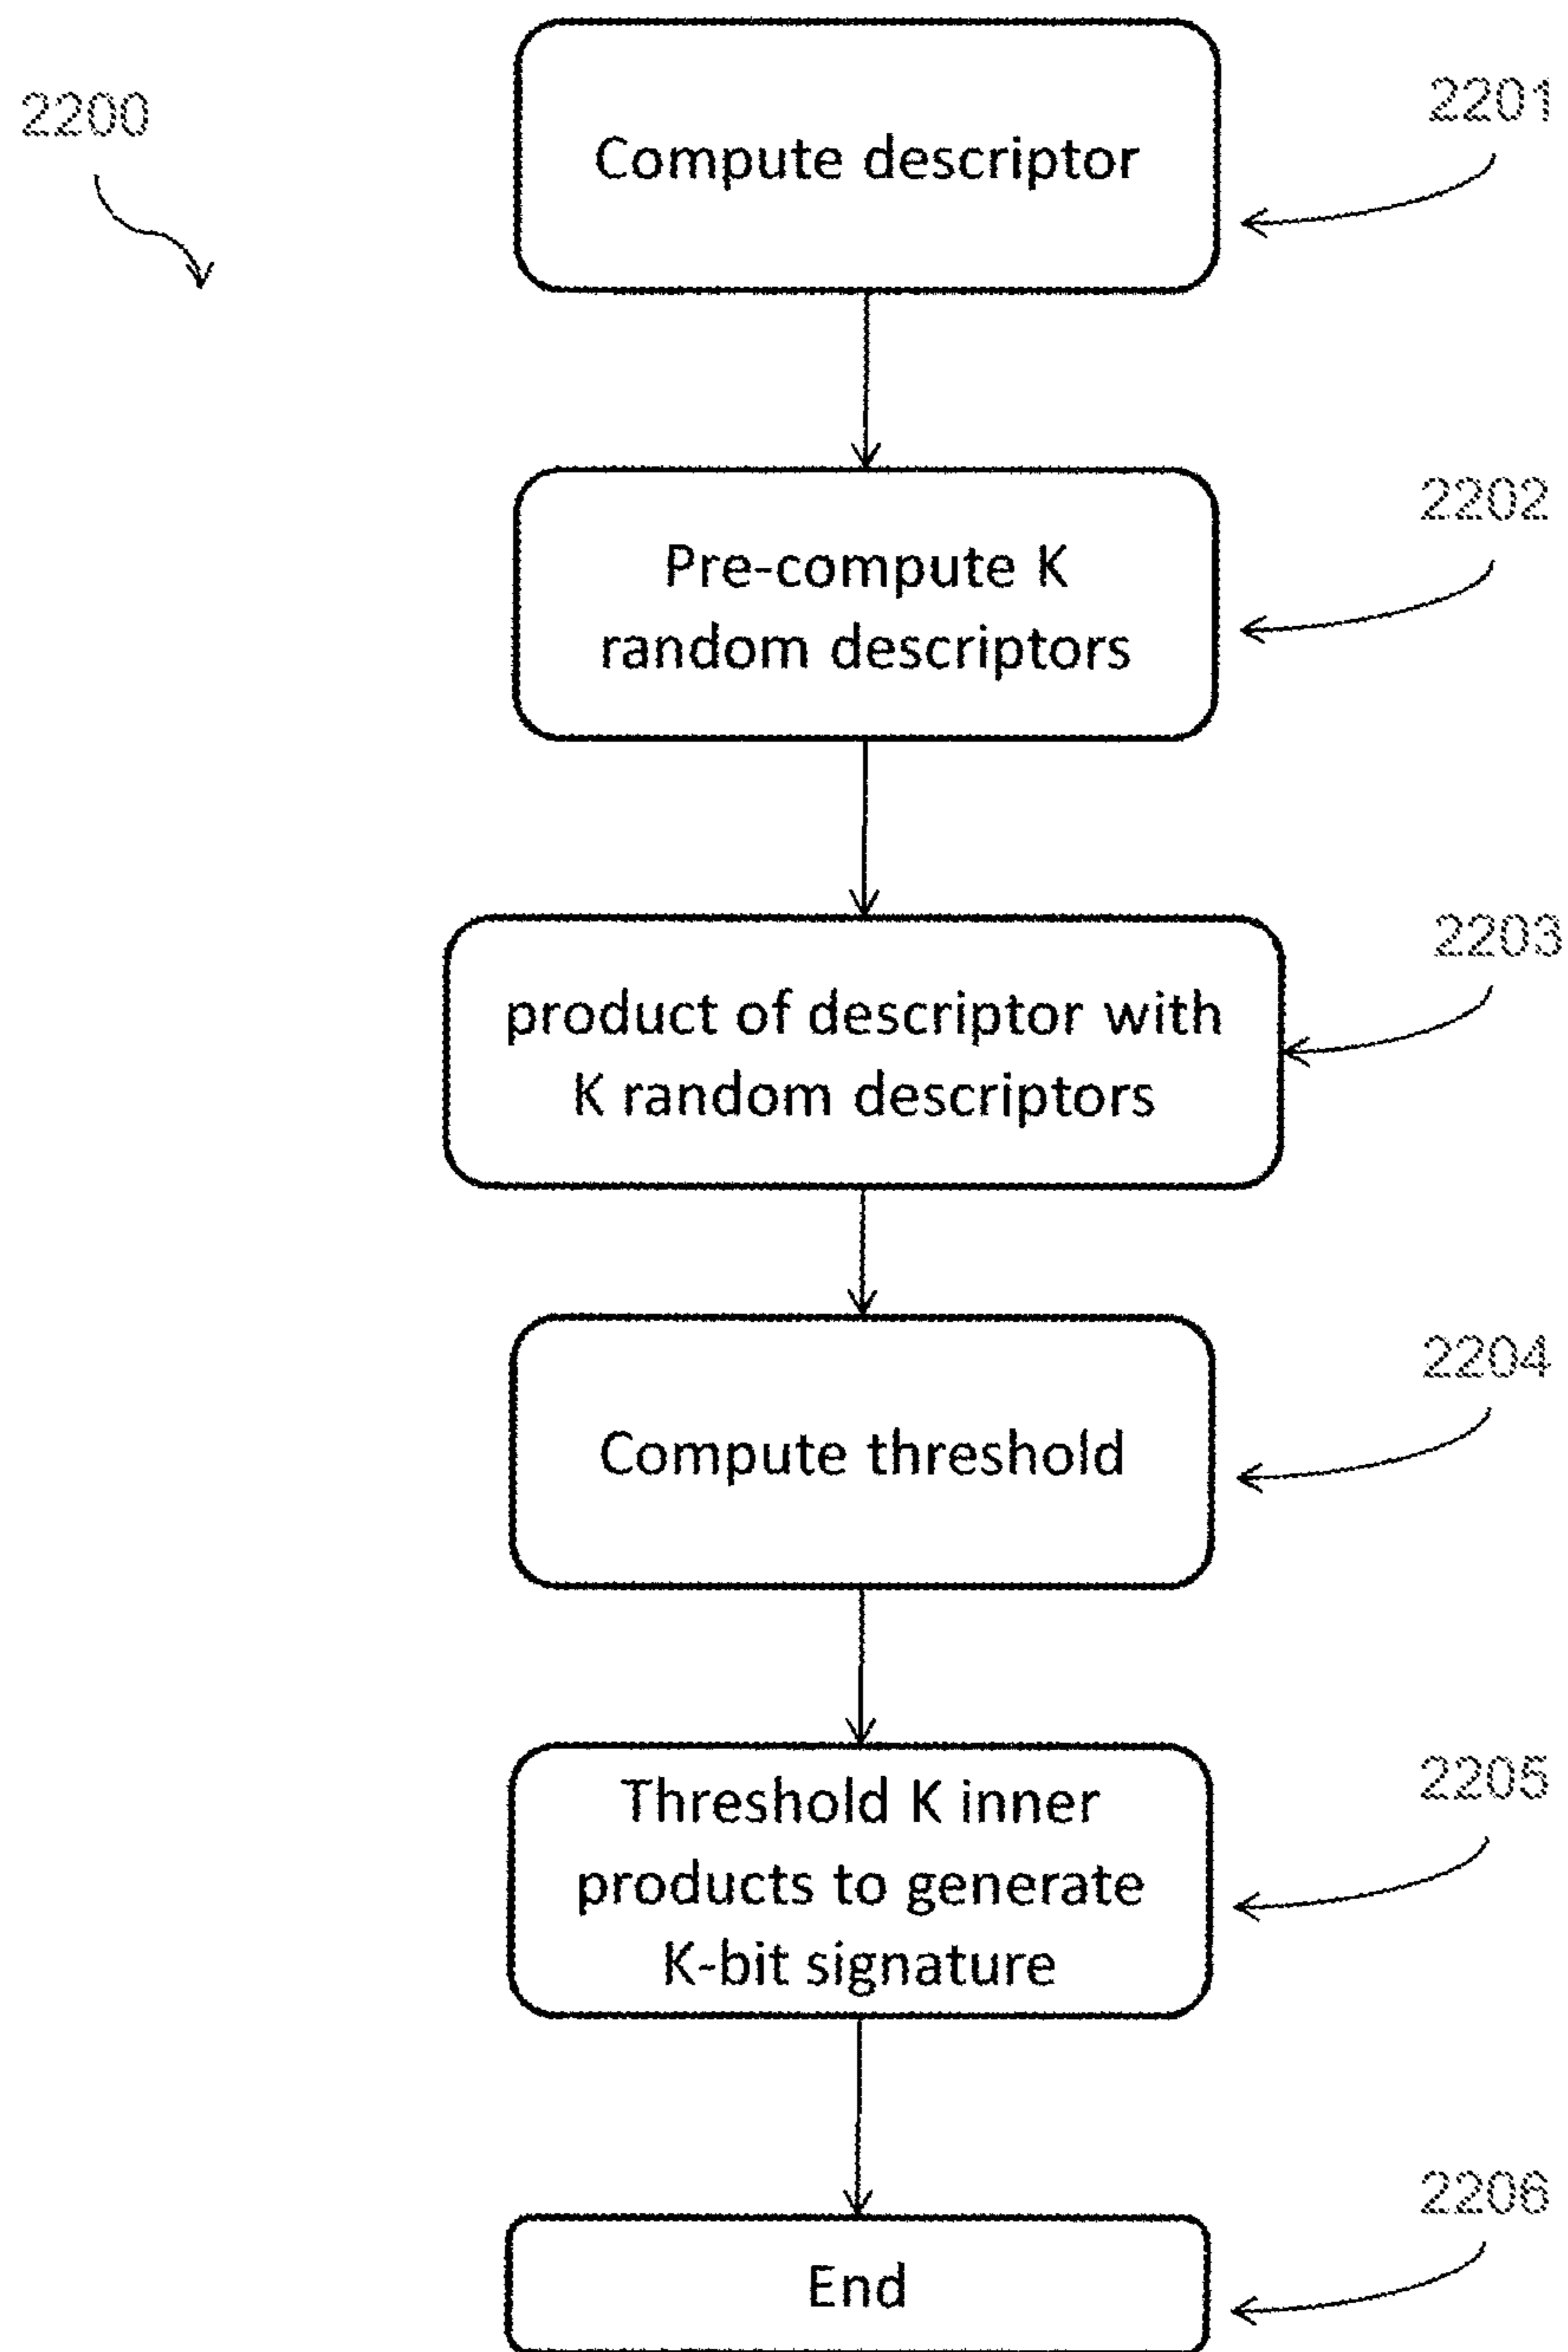 2200
2201
Compute descriptor
2202
Pre-compute K
random descriptors
2203
product of descriptor with
K random descriptors
2204
Compute threshold
2205
Threshold K inner
products to generate
K-bit signature
2206
End